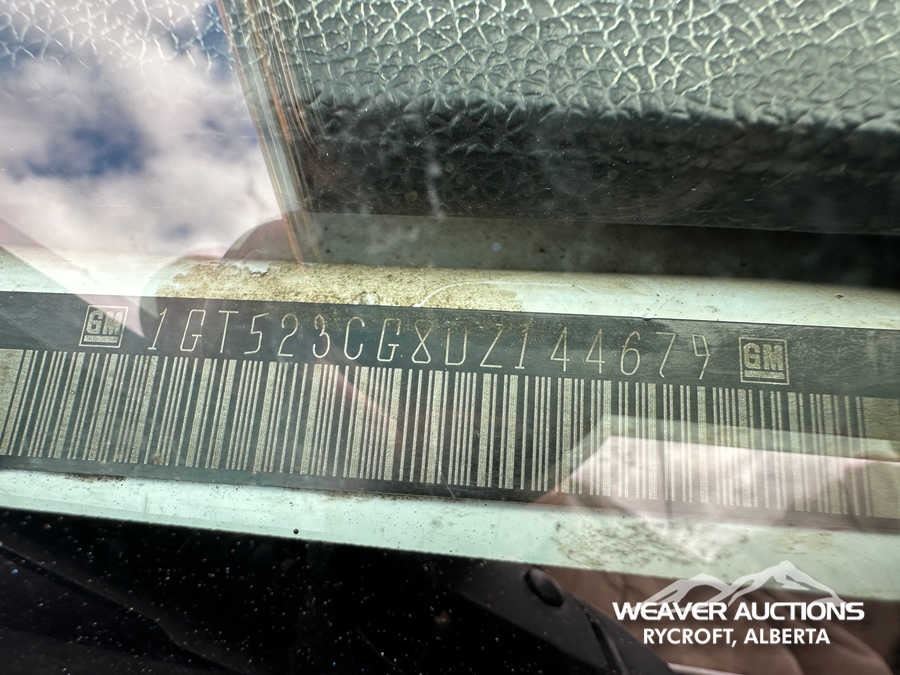 GM 1GT523CG8DZ144679 GM
WEAVER AUCTIONS
RYCROFT, ALBERTA